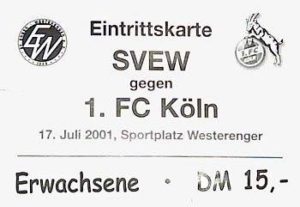 Eintrittskarte
SVEW
gegen
1. FC Köln
17. Juli 2001, Sportplatz Westerenger
Erwachsene · DM 15,-